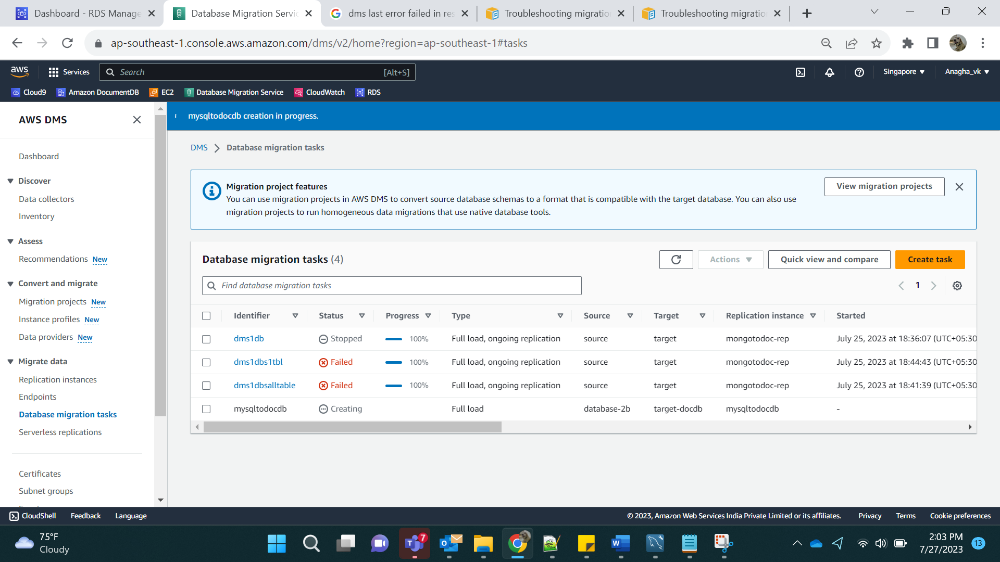 Dashboard - RDS Manage
Database Migration Servic
dms last error failed in res
Troubleshooting migratio
Troubleshooting migratio
ap-southeast-1.console.aws.amazon.com/dms/v2/home?region=ap-southeast-1#tasks
aws
Services
Search
[Alt+S]
Singapore
Anagha_vk
Cloud9
Amazon DocumentDB
EC2
Database Migration Service
CloudWatch
RDS
AWS DMS
Dashboard
Discover
Data collectors
Inventory
Assess
Recommendations New
Convert and migrate
Migration projects New
Instance profiles New
Data providers New
Migrate data
Replication instances
Endpoints
Database migration tasks
Serverless replications
Certificates
Subnet groups
mysqltodocdb creation in progress.
DMS > Database migration tasks
Migration project features
You can use migration projects in AWS DMS to convert source database schemas to a format that is compatible with the target database. You can also use
migration projects to run homogeneous data migrations that use native database tools.
View migration projects
Database migration tasks (4)
Actions
Quick view and compare
Create task
Find database migration tasks
1
Identifier Status Progress Type Source Target Replication instance Started
dms1db Stopped 100% Full load, ongoing replication source target mongotodoc-rep July 25, 2023 at 18:36:07 (UTC+05:30
dms1dbs1tbl Failed 100% Full load, ongoing replication source target mongotodoc-rep July 25, 2023 at 18:44:43 (UTC+05:30
dms1dbsalltable Failed 100% Full load, ongoing replication source target mongotodoc-rep July 25, 2023 at 18:41:39 (UTC+05:30
mysqltodocdb Creating Full load database-2b target-docdb mysqltodocdb -
CloudShell
Feedback
Language
© 2023, Amazon Web Services India Private Limited or its affiliates.
Privacy
Terms
Cookie preferences
75°F
Cloudy
7
2:03 PM
7/27/2023
13